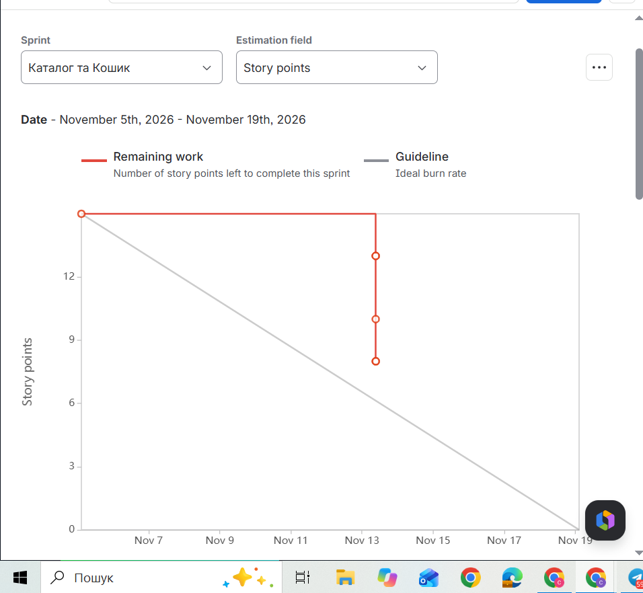 Sprint
Estimation field
Каталог та Кошик
Story points
Date - November 5th, 2026 - November 19th, 2026
Remaining work
Number of story points left to complete this sprint
Guideline
Ideal burn rate
Story points
12
9
6
3
0
Nov 7
Nov 9
Nov 11
Nov 13
Nov 15
Nov 17
Nov 19
Пошук